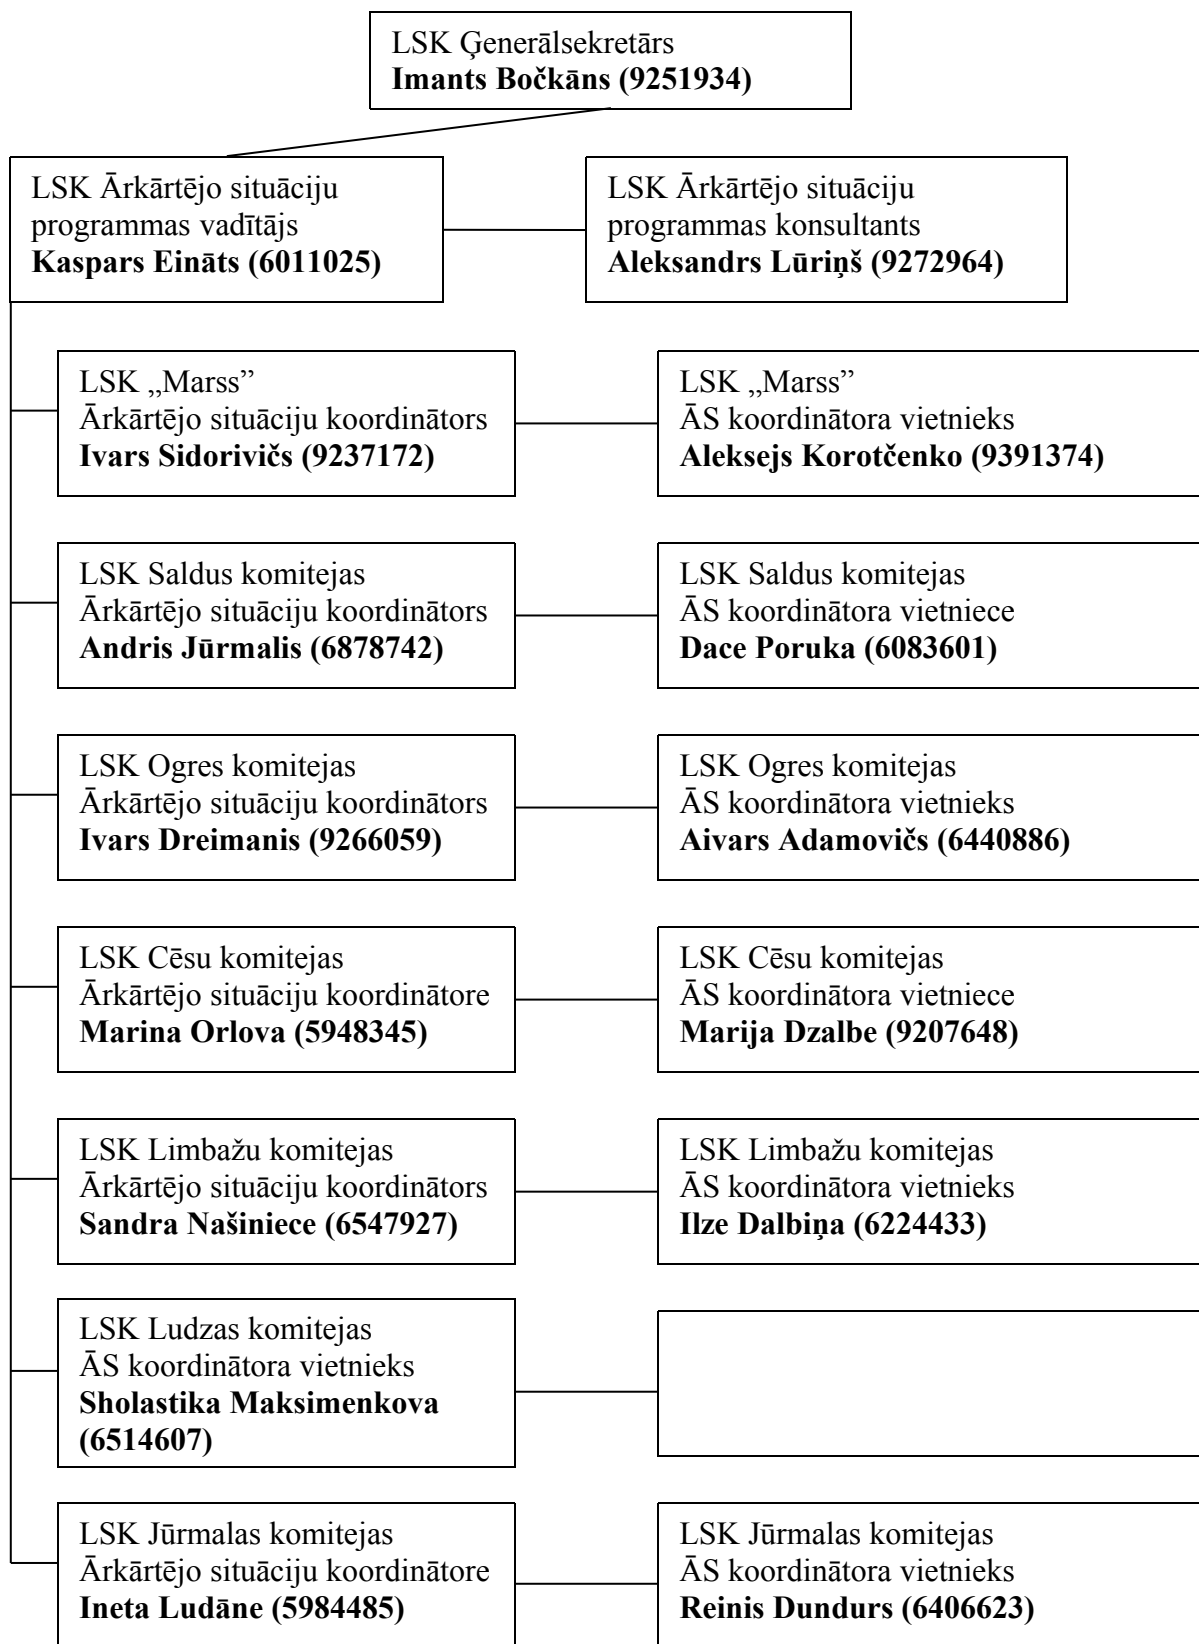 LSK Ģenerālsekretārs
Imants Bočkāns (9251934)
LSK Ārkārtējo situāciju
programmas vadītājs
Kaspars Eināts (6011025)
LSK Ārkārtējo situāciju
programmas konsultants
Aleksandrs Lūriņš (9272964)
LSK „Marss”
Ārkārtējo situāciju koordinātors
Ivars Sidorivičs (9237172)
LSK „Marss”
ĀS koordinātora vietnieks
Aleksejs Korotčenko (9391374)
LSK Saldus komitejas
Ārkārtējo situāciju koordinātors
Andris Jūrmalis (6878742)
LSK Saldus komitejas
ĀS koordinātora vietniece
Dace Poruka (6083601)
LSK Ogres komitejas
Ārkārtējo situāciju koordinātors
Ivars Dreimanis (9266059)
LSK Ogres komitejas
ĀS koordinātora vietnieks
Aivars Adamovičs (6440886)
LSK Cēsu komitejas
Ārkārtējo situāciju koordinātore
Marina Orlova (5948345)
LSK Cēsu komitejas
ĀS koordinātora vietniece
Marija Dzalbe (9207648)
LSK Limbažu komitejas
Ārkārtējo situāciju koordinātors
Sandra Našiniece (6547927)
LSK Limbažu komitejas
ĀS koordinātora vietnieks
Ilze Dalbiņa (6224433)
LSK Ludzas komitejas
ĀS koordinātora vietnieks
Sholastika Maksimenkova
(6514607)
LSK Jūrmalas komitejas
Ārkārtējo situāciju koordinātore
Ineta Ludāne (5984485)
LSK Jūrmalas komitejas
ĀS koordinātora vietnieks
Reinis Dundurs (6406623)